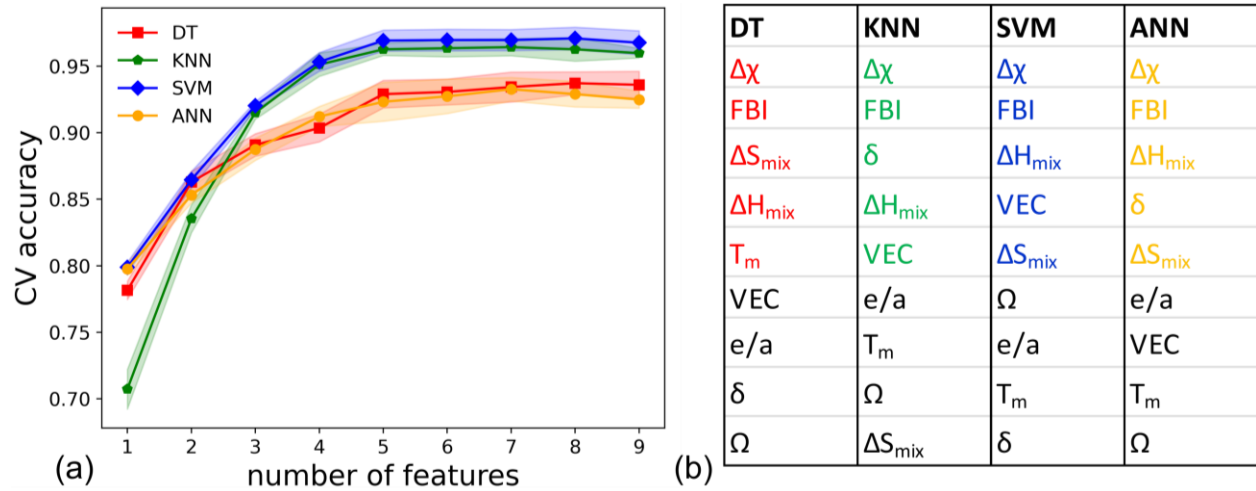 DT
KNN
SVM
ANN
CV accuracy
0.95
0.90
0.85
0.80
0.75
0.70
1 2 3 4 5 6 7 8 9
number of features
(a)
DT KNN SVM ANN
Δχ Δχ Δχ Δχ
FBI FBI FBI FBI
ΔSmix δ ΔHmix ΔHmix
ΔHmix ΔHmix VEC δ
Tm VEC ΔSmix ΔSmix
VEC e/a Ω e/a
e/a Tm e/a VEC
δ Ω Tm Tm
Ω ΔSmix δ Ω
(b)